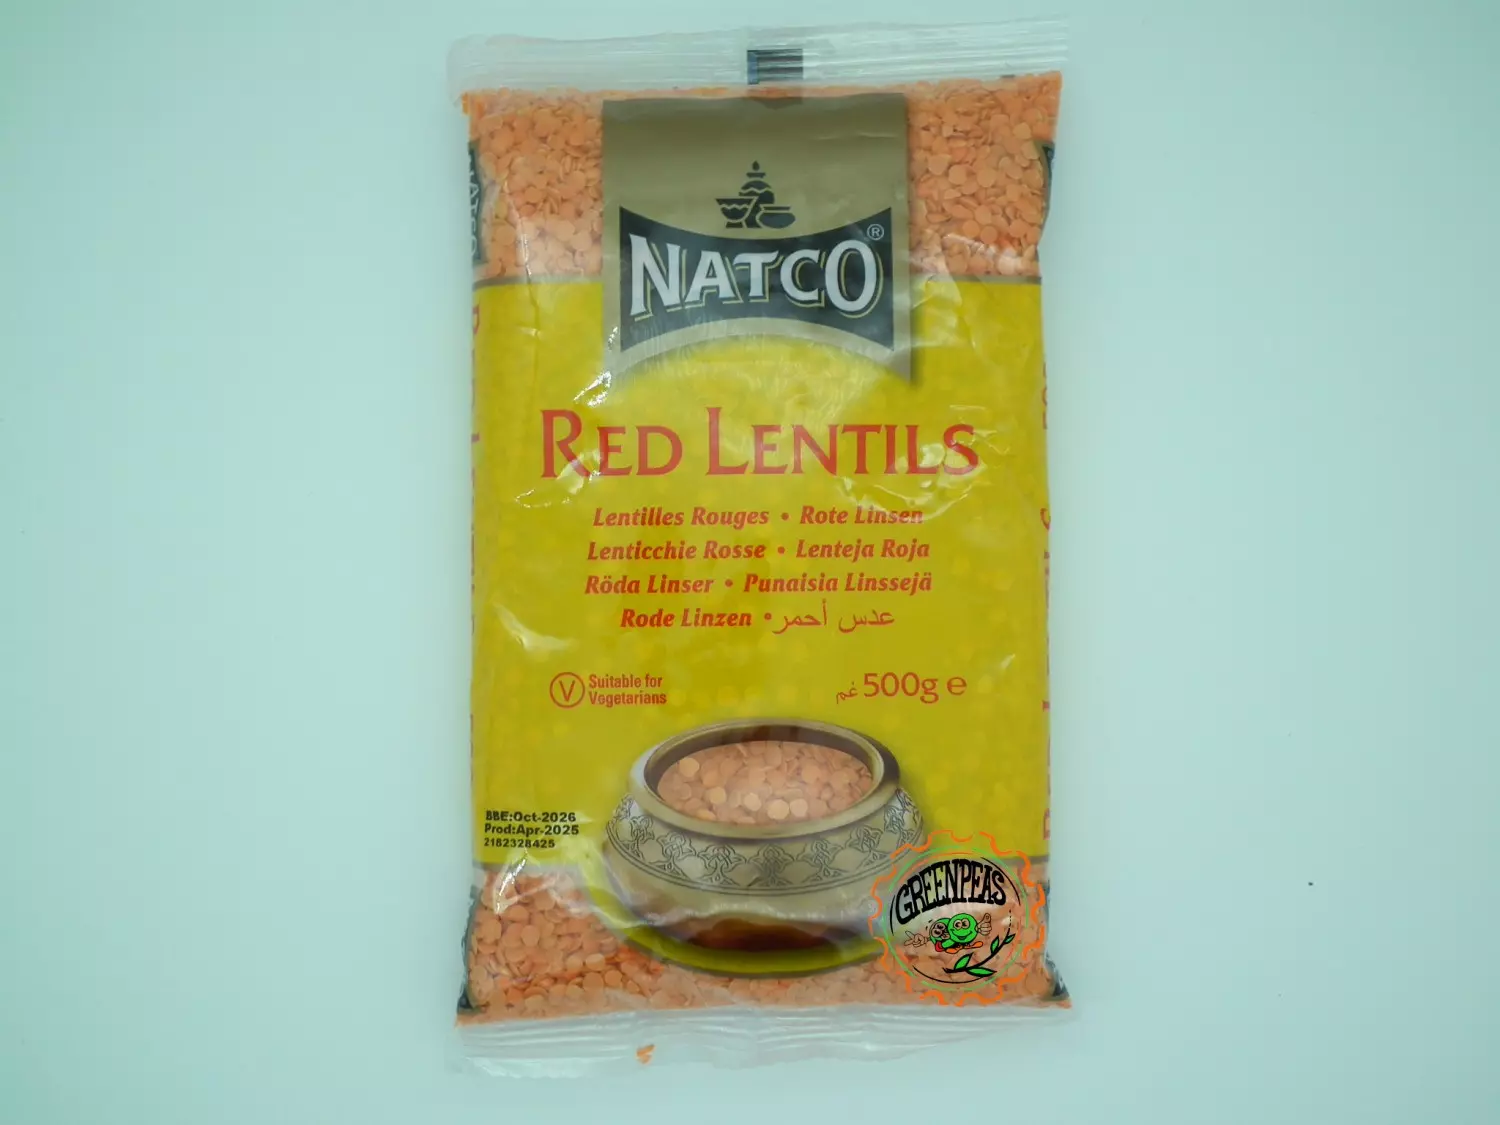 NATCO®
RED LENTILS
Lentilles Rouges • Rote Linsen
Lenticchie Rosse • Lenteja Roja
Röda Linser • Punaisia Linssejä
Rode Linzen • عدس أحمر
V Suitable for
Vegetarians
500g e غم
BBE:Oct-2026
Prod:Apr-2025
2182328425
GREENPEAS